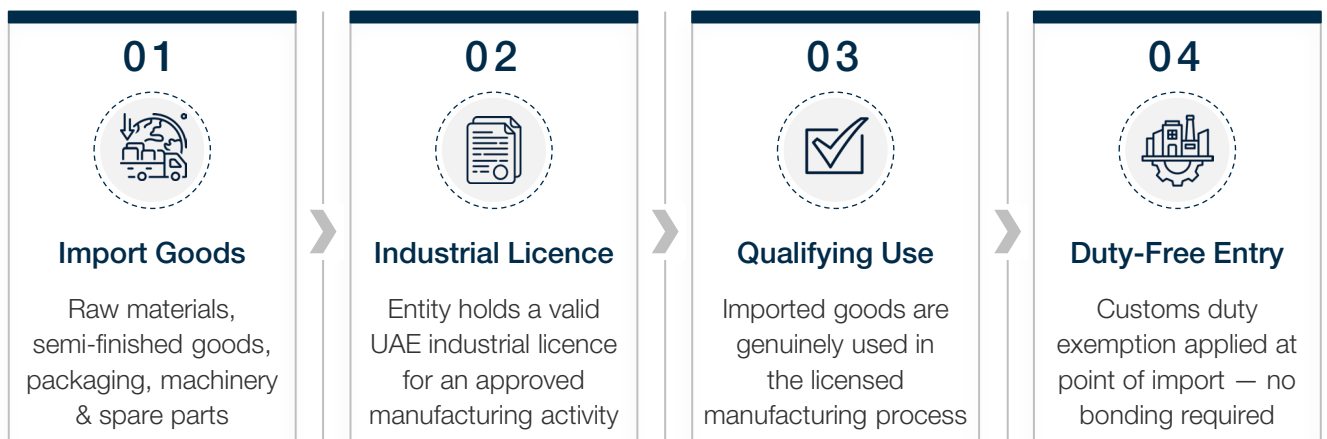 01
Import Goods
Raw materials,
semi-finished goods,
packaging, machinery
& spare parts
02
Industrial Licence
Entity holds a valid
UAE industrial licence
for an approved
manufacturing activity
03
Qualifying Use
Imported goods are
genuinely used in
the licensed
manufacturing process
04
Duty-Free Entry
Customs duty
exemption applied at
point of import — no
bonding required